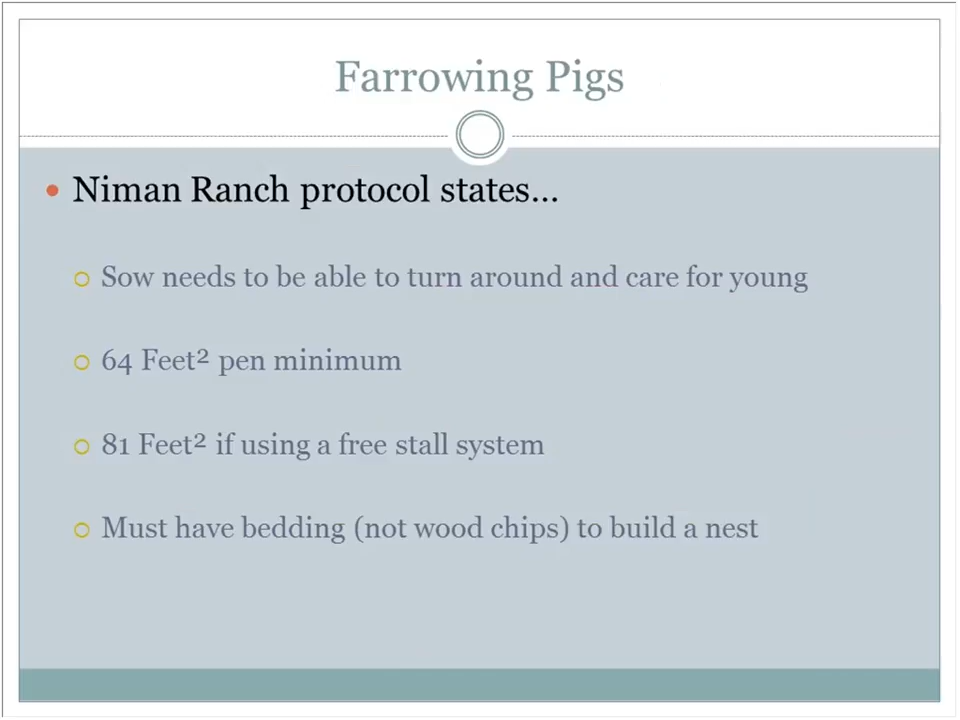 Farrowing Pigs
Niman Ranch protocol states...
Sow needs to be able to turn around and care for young
64 Feet² pen minimum
81 Feet² if using a free stall system
Must have bedding (not wood chips) to build a nest